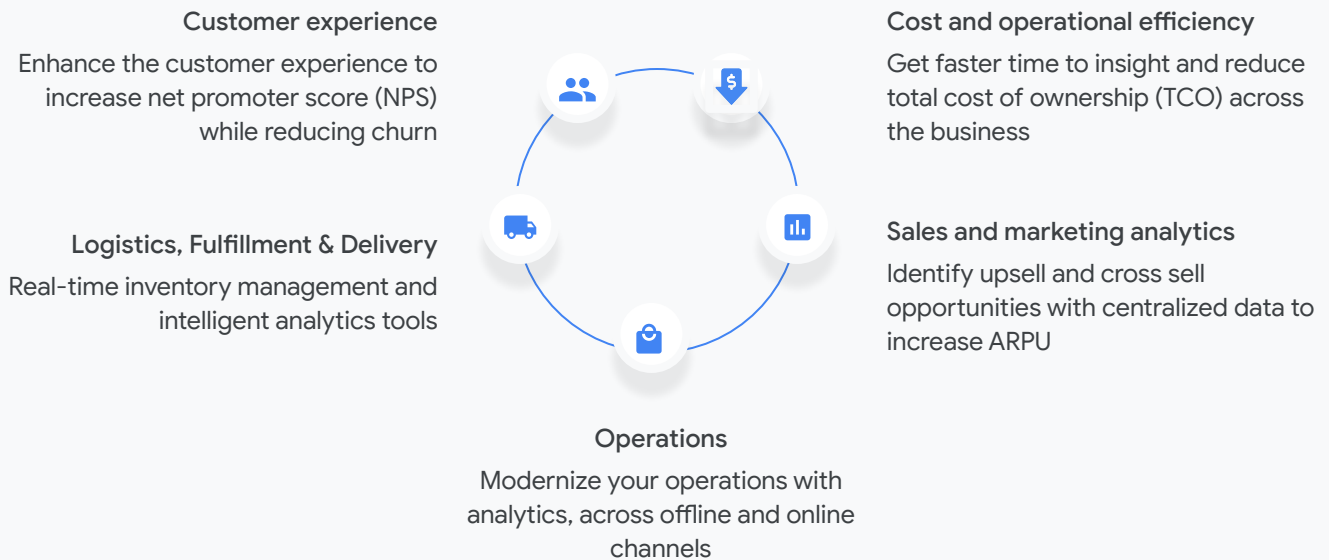 Customer experience
Enhance the customer experience to
increase net promoter score (NPS)
while reducing churn
Cost and operational efficiency
Get faster time to insight and reduce
total cost of ownership (TCO) across
the business
$
Logistics, Fulfillment & Delivery
Real-time inventory management and
intelligent analytics tools
Sales and marketing analytics
Identify upsell and cross sell
opportunities with centralized data to
increase ARPU
Operations
Modernize your operations with
analytics, across offline and online
channels